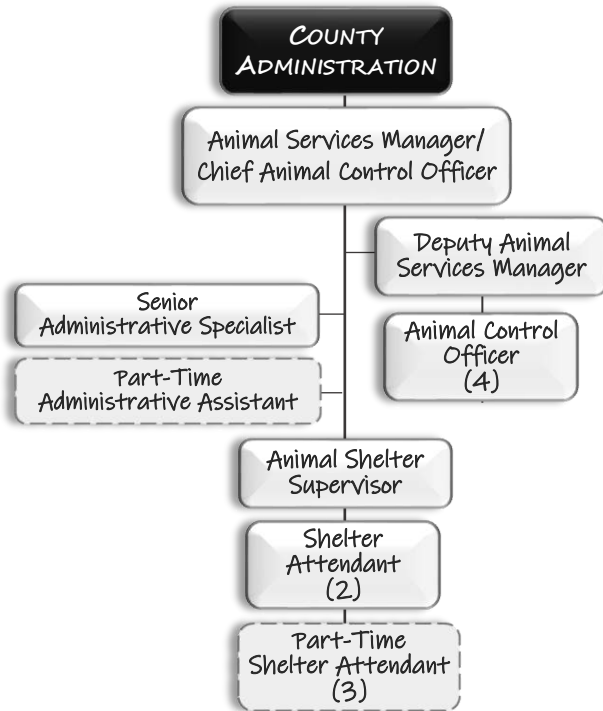 COUNTY
ADMINISTRATION
Animal Services Manager/
Chief Animal Control Officer
Deputy Animal
Services Manager
Senior
Administrative Specialist
Animal Control
Officer
(4)
Part-Time
Administrative Assistant
Animal Shelter
Supervisor
Shelter
Attendant
(2)
Part-Time
Shelter Attendant
(3)